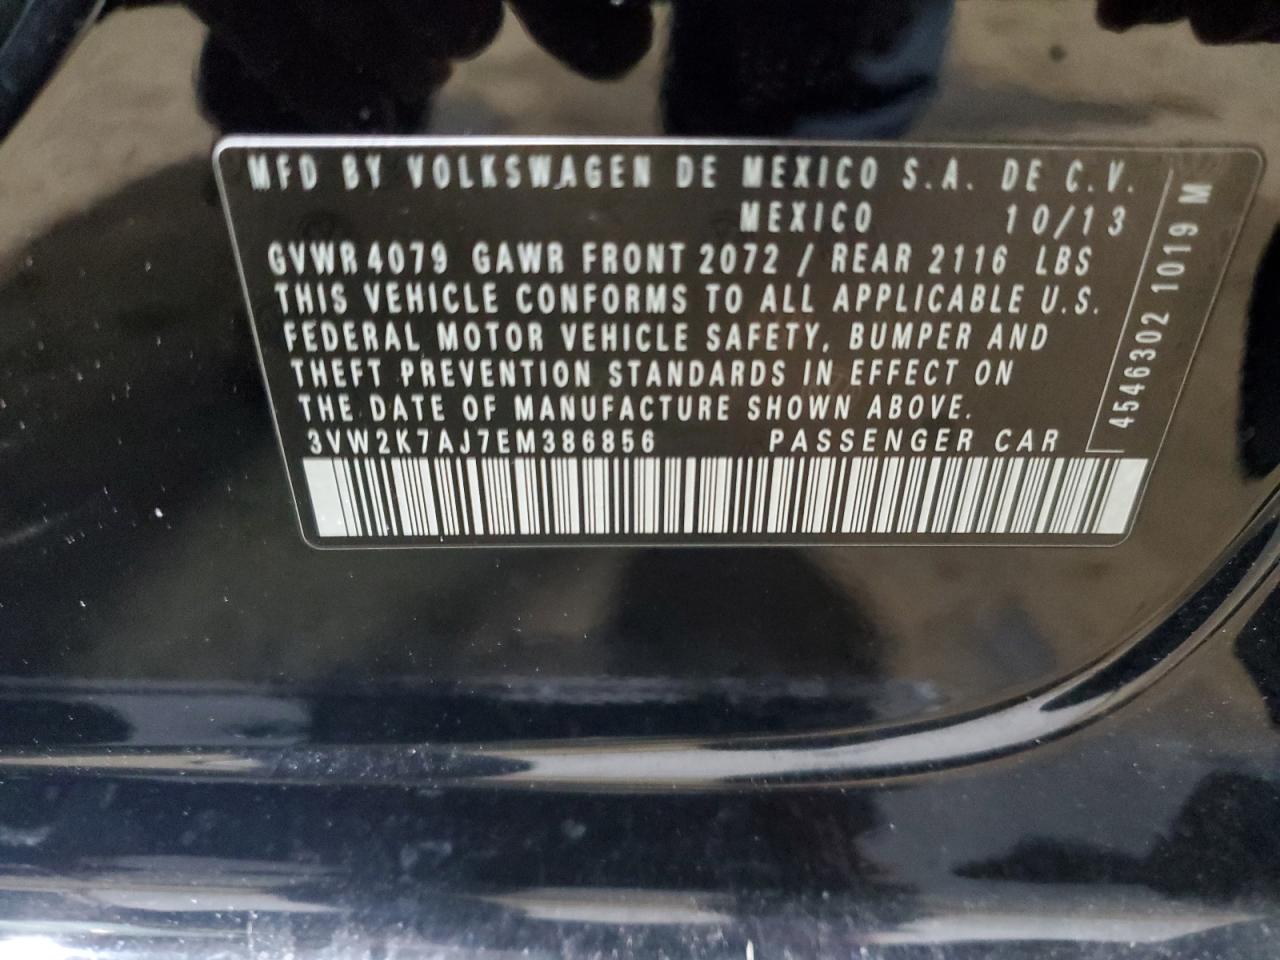 MFD BY VOLKSWAGEN DE MEXICO S.A. DE C.V.
MEXICO 10/13
GVWR 4079 GAWR FRONT 2072 / REAR 2116 LBS
THIS VEHICLE CONFORMS TO ALL APPLICABLE U.S.
FEDERAL MOTOR VEHICLE SAFETY, BUMPER AND
THEFT PREVENTION STANDARDS IN EFFECT ON
THE DATE OF MANUFACTURE SHOWN ABOVE.
3VW2K7AJ7EM386856 PASSENGER CAR
4546302 1019 M